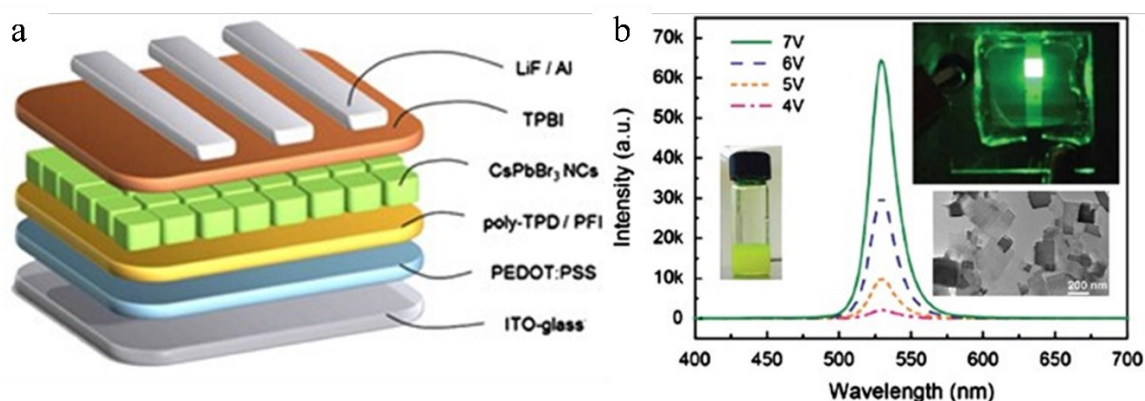 a
LiF / Al
TPBI
CsPbBr₃ NCs
poly-TPD / PFI
PEDOT:PSS
ITO-glass
b
70k
60k
50k
40k
30k
20k
10k
0
Intensity (a.u.)
7V
6V
5V
4V
200 nm
400 450 500 550 600 650 700
Wavelength (nm)